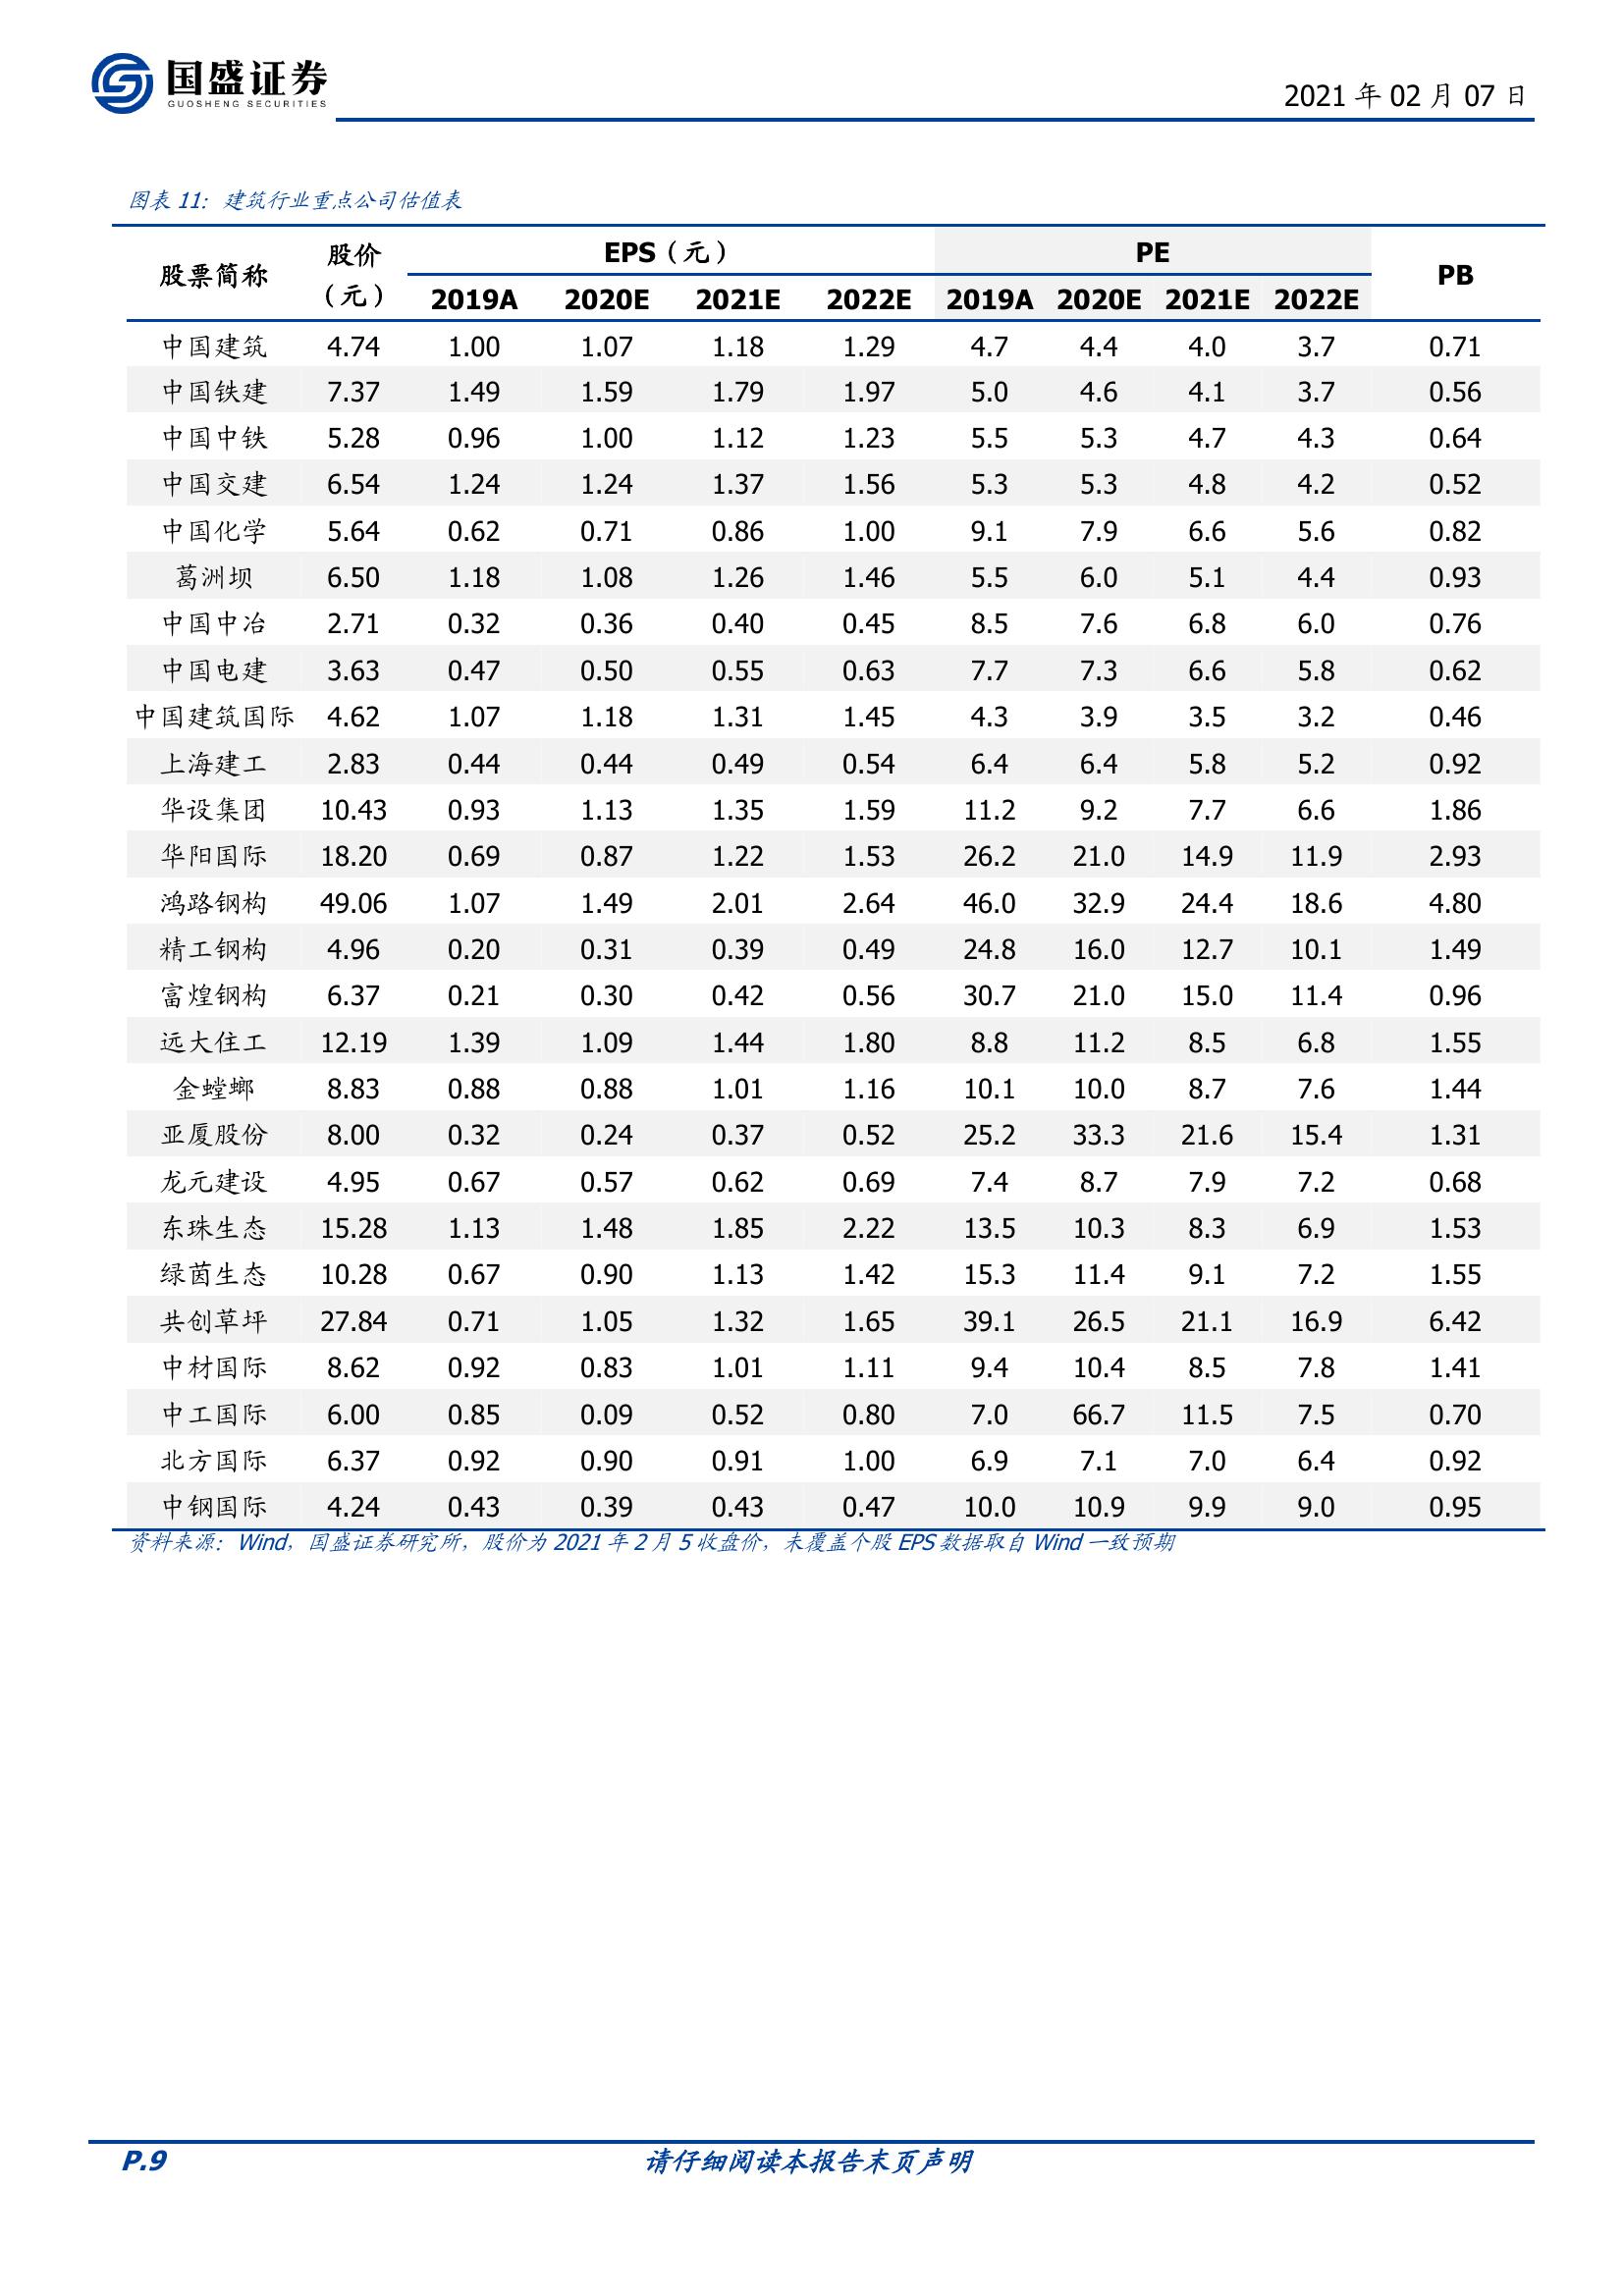 国盛证券
GUOSHENG SECURITIES
2021 年 02 月 07 日
图表 11：建筑行业重点公司估值表
股票简称 股价（元） EPS（元） PE PB
2019A 2020E 2021E 2022E 2019A 2020E 2021E 2022E
中国建筑 4.74 1.00 1.07 1.18 1.29 4.7 4.4 4.0 3.7 0.71
中国铁建 7.37 1.49 1.59 1.79 1.97 5.0 4.6 4.1 3.7 0.56
中国中铁 5.28 0.96 1.00 1.12 1.23 5.5 5.3 4.7 4.3 0.64
中国交建 6.54 1.24 1.24 1.37 1.56 5.3 5.3 4.8 4.2 0.52
中国化学 5.64 0.62 0.71 0.86 1.00 9.1 7.9 6.6 5.6 0.82
葛洲坝 6.50 1.18 1.08 1.26 1.46 5.5 6.0 5.1 4.4 0.93
中国中冶 2.71 0.32 0.36 0.40 0.45 8.5 7.6 6.8 6.0 0.76
中国电建 3.63 0.47 0.50 0.55 0.63 7.7 7.3 6.6 5.8 0.62
中国建筑国际 4.62 1.07 1.18 1.31 1.45 4.3 3.9 3.5 3.2 0.46
上海建工 2.83 0.44 0.44 0.49 0.54 6.4 6.4 5.8 5.2 0.92
华设集团 10.43 0.93 1.13 1.35 1.59 11.2 9.2 7.7 6.6 1.86
华阳国际 18.20 0.69 0.87 1.22 1.53 26.2 21.0 14.9 11.9 2.93
鸿路钢构 49.06 1.07 1.49 2.01 2.64 46.0 32.9 24.4 18.6 4.80
精工钢构 4.96 0.20 0.31 0.39 0.49 24.8 16.0 12.7 10.1 1.49
富煌钢构 6.37 0.21 0.30 0.42 0.56 30.7 21.0 15.0 11.4 0.96
远大住工 12.19 1.39 1.09 1.44 1.80 8.8 11.2 8.5 6.8 1.55
金螳螂 8.83 0.88 0.88 1.01 1.16 10.1 10.0 8.7 7.6 1.44
亚厦股份 8.00 0.32 0.24 0.37 0.52 25.2 33.3 21.6 15.4 1.31
龙元建设 4.95 0.67 0.57 0.62 0.69 7.4 8.7 7.9 7.2 0.68
东珠生态 15.28 1.13 1.48 1.85 2.22 13.5 10.3 8.3 6.9 1.53
绿茵生态 10.28 0.67 0.90 1.13 1.42 15.3 11.4 9.1 7.2 1.55
共创草坪 27.84 0.71 1.05 1.32 1.65 39.1 26.5 21.1 16.9 6.42
中材国际 8.62 0.92 0.83 1.01 1.11 9.4 10.4 8.5 7.8 1.41
中工国际 6.00 0.85 0.09 0.52 0.80 7.0 66.7 11.5 7.5 0.70
北方国际 6.37 0.92 0.90 0.91 1.00 6.9 7.1 7.0 6.4 0.92
中钢国际 4.24 0.43 0.39 0.43 0.47 10.0 10.9 9.9 9.0 0.95
资料来源：Wind，国盛证券研究所，股价为 2021 年 2 月 5 收盘价，未覆盖个股 EPS 数据取自 Wind 一致预期
P.9 请仔细阅读本报告末页声明